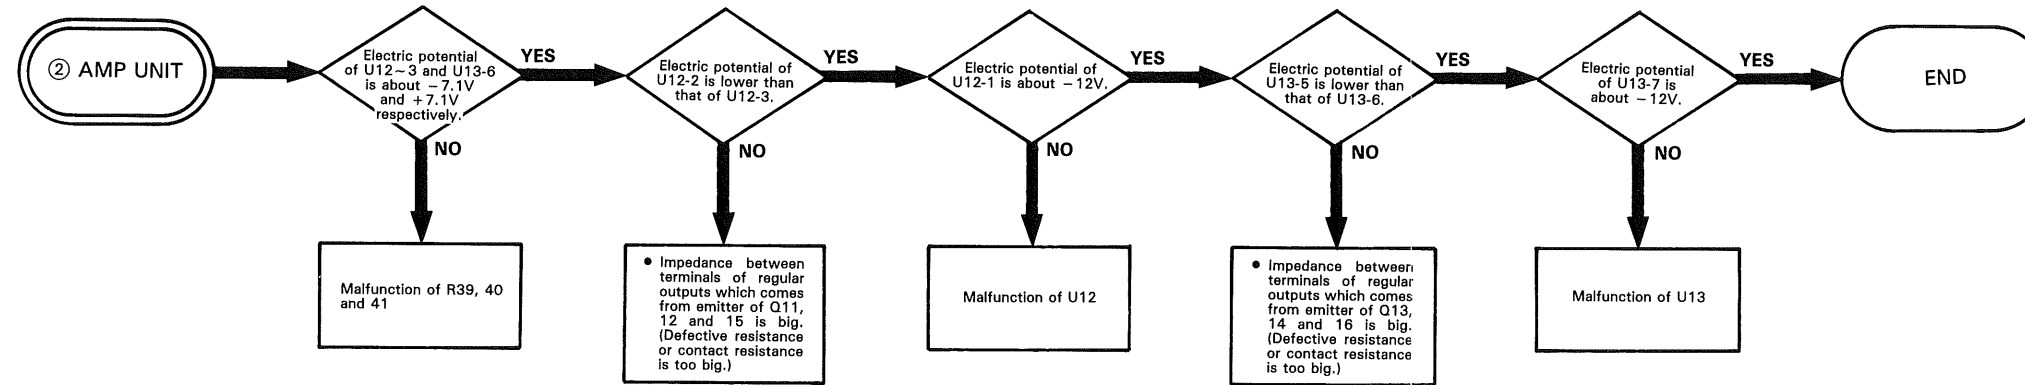 ② AMP UNIT
Electric potential
of U12~3 and U13-6
is about −7.1V
and +7.1V
respectively.
YES
NO
Malfunction of R39, 40
and 41
Electric potential of
U12-2 is lower than
that of U12-3.
YES
NO
● Impedance between
terminals of regular
outputs which comes
from emitter of Q11,
12 and 15 is big.
(Defective resistance
or contact resistance
is too big.)
Electric potential of
U12-1 is about −12V.
YES
NO
Malfunction of U12
Electric potential of
U13-5 is lower than
that of U13-6.
YES
NO
● Impedance between
terminals of regular
outputs which comes
from emitter of Q13,
14 and 16 is big.
(Defective resistance
or contact resistance
is too big.)
Electric potential
of U13-7 is
about −12V.
YES
NO
Malfunction of U13
END